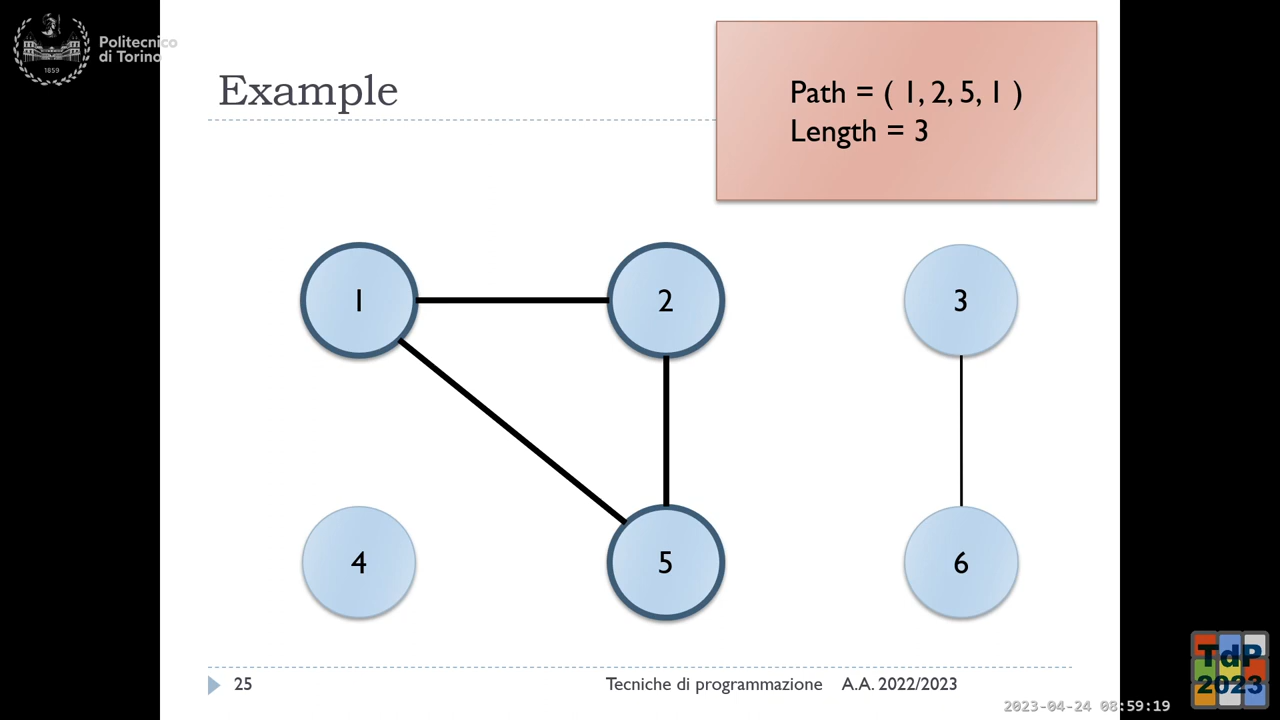 Politecnico
di Torino
1859
Example
Path = ( 1, 2, 5, 1 )
Length = 3
1
2
3
4
5
6
25
Tecniche di programmazione A.A. 2022/2023
TdP
2023
2023-04-24 08:59:19